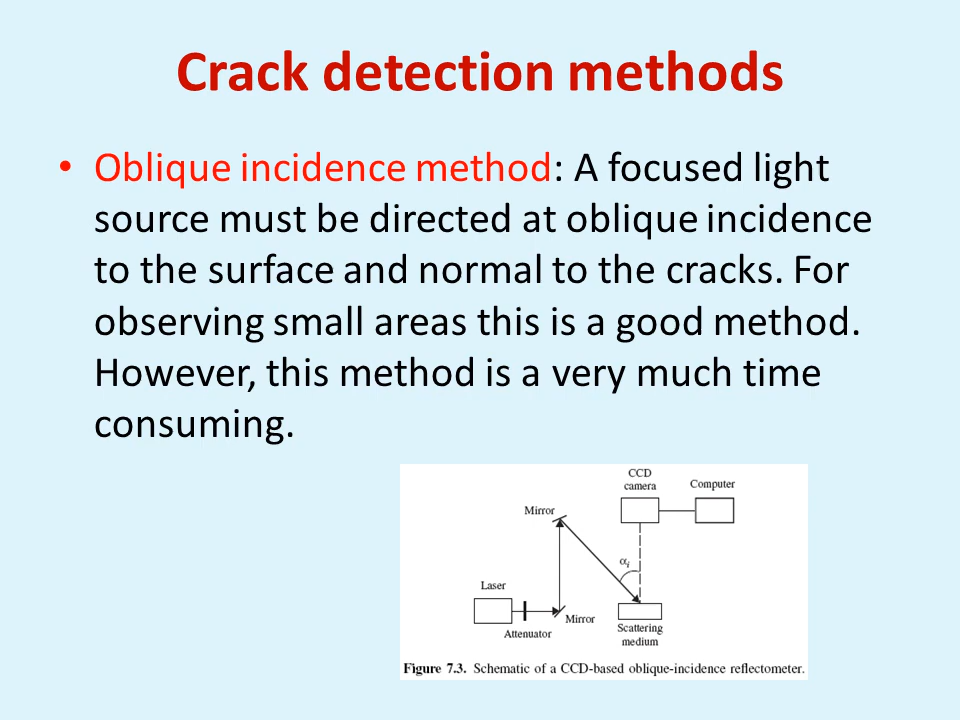 Crack detection methods
• Oblique incidence method: A focused light
source must be directed at oblique incidence
to the surface and normal to the cracks. For
observing small areas this is a good method.
However, this method is a very much time
consuming.
CCD
camera
Computer
Mirror
αi
Laser
Mirror
Attenuator
Scattering
medium
Figure 7.3. Schematic of a CCD-based oblique-incidence reflectometer.